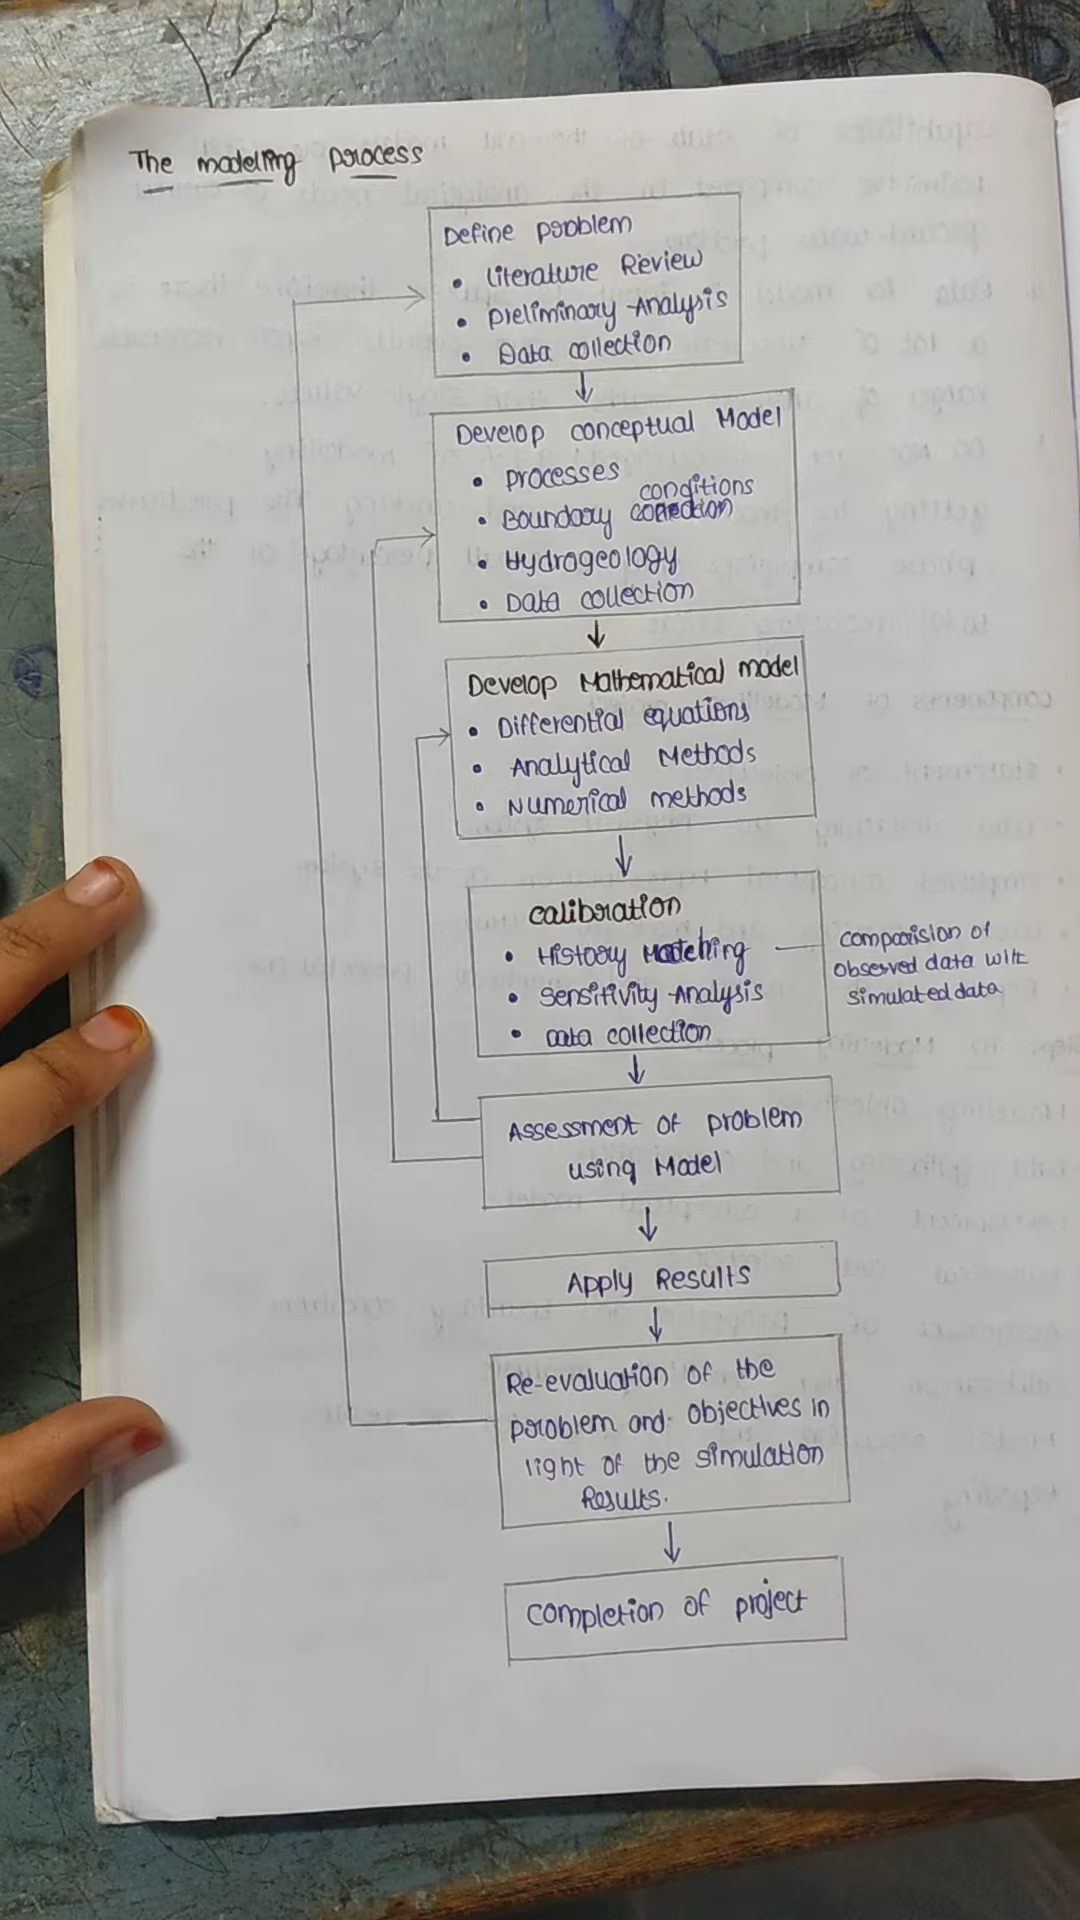 The modelling process
Define problem
• Literature Review
• Preliminary Analysis
• Data collection
Develop conceptual Model
• Processes
conditions
• Boundary
• Hydrogeology
• Data collection
Develop Mathematical model
• Differential equations
• Analytical Methods
• Numerical methods
calibration
• History Matching
• Sensitivity Analysis
• Data collection
comparision of
observed data with
simulated data
Assessment of problem
using Model
Apply Results
Re-evaluation of the
problem and objectives in
light of the simulation
Results.
completion of project